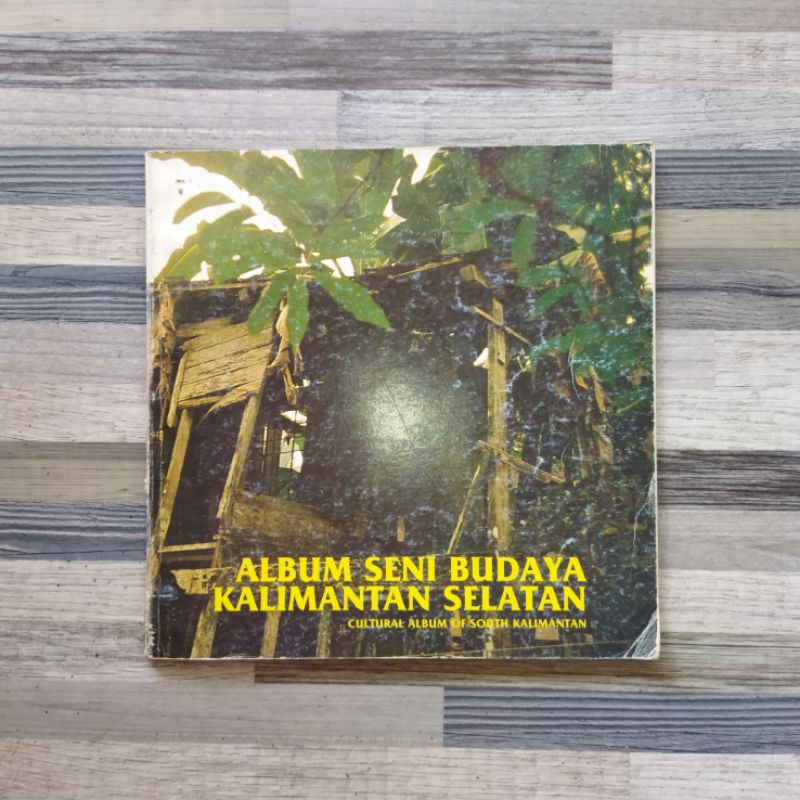 ALBUM SENI BUDAYA
KALIMANTAN SELATAN
CULTURAL ALBUM OF SOUTH KALIMANTAN